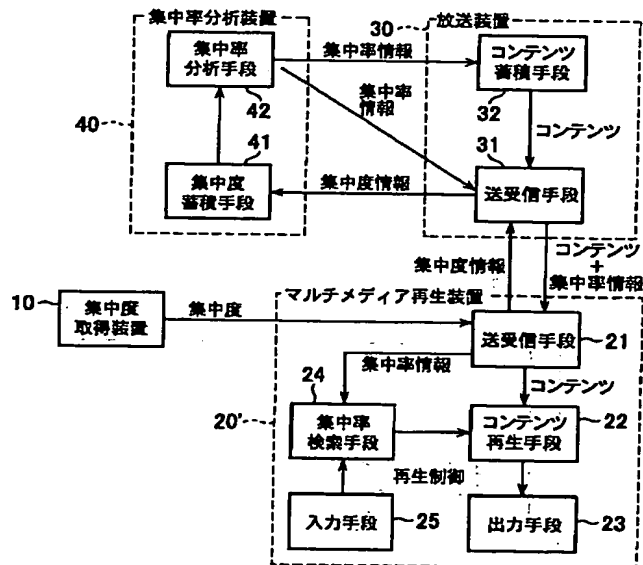 集中率分析装置
30
放送装置
集中率
分析手段
42
集中率情報
コンテンツ
蓄積手段
32
集中率
情報
コンテンツ
40
41
31
集中度
蓄積手段
集中度情報
送受信手段
集中度情報
コンテンツ
+
集中率情報
10
集中度
取得装置
集中度
マルチメディア再生装置
送受信手段
21
集中率情報
コンテンツ
24
20'
集中率
検索手段
コンテンツ
再生手段
22
再生制御
入力手段
25
出力手段
23